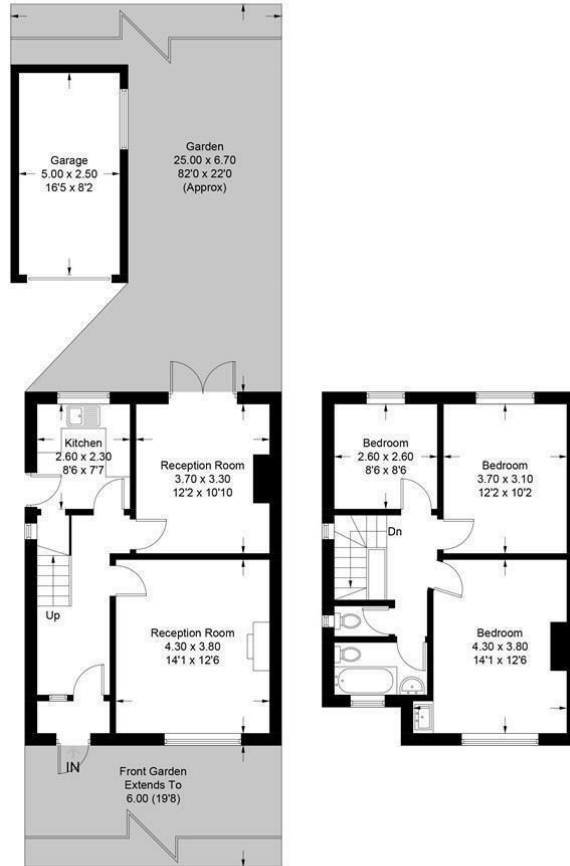 Garage
5.00 x 2.50
16'5 x 8'2
Garden
25.00 x 6.70
82'0 x 22'0
(Approx)
Kitchen
2.60 x 2.30
8'6 x 7'7
Reception Room
3.70 x 3.30
12'2 x 10'10
Up
Reception Room
4.30 x 3.80
14'1 x 12'6
IN
Front Garden
Extends To
6.00 (19'8)
Bedroom
2.60 x 2.60
8'6 x 8'6
Bedroom
3.70 x 3.10
12'2 x 10'2
Dn
Bedroom
4.30 x 3.80
14'1 x 12'6